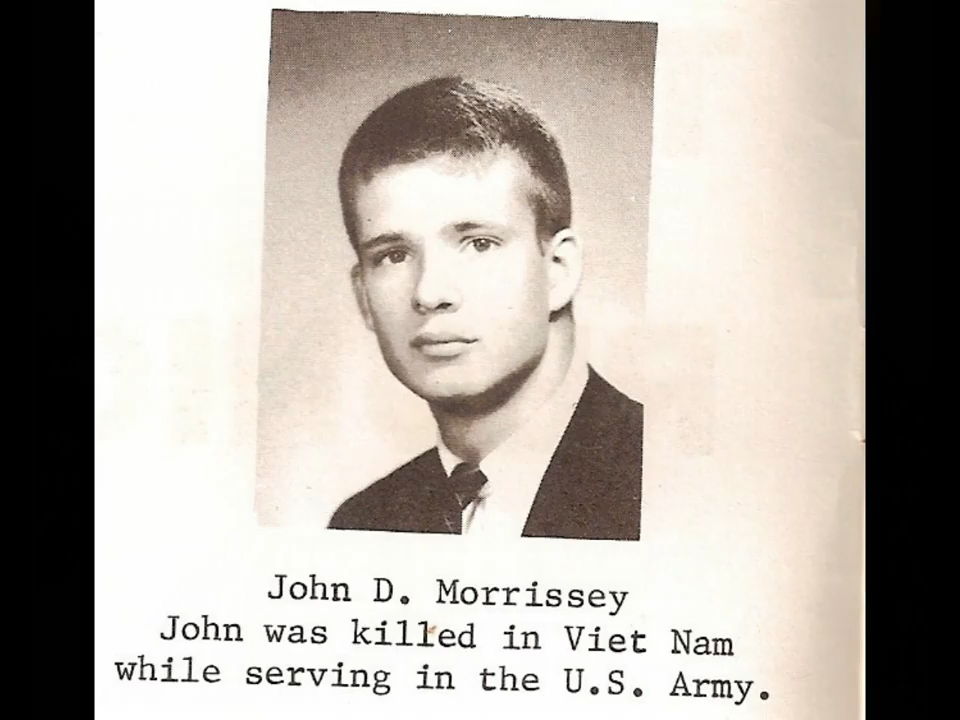 John D. Morrissey
John was killed in Viet Nam
while serving in the U.S. Army.